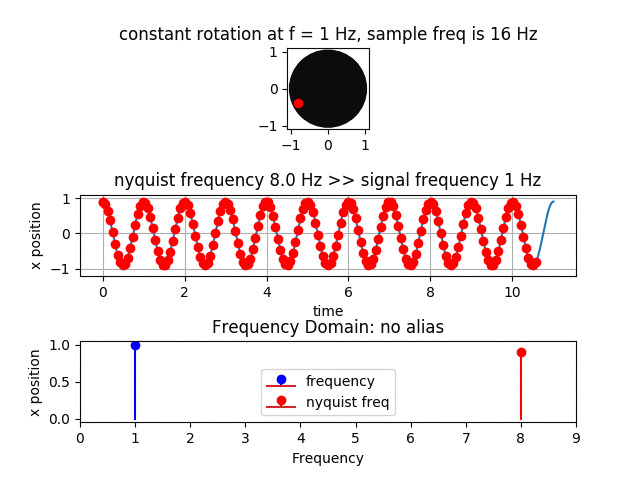 constant rotation at f = 1 Hz, sample freq is 16 Hz
1
0
−1
−1 0 1
nyquist frequency 8.0 Hz >> signal frequency 1 Hz
x position
1
0
−1
0 2 4 6 8 10
time
Frequency Domain: no alias
x position
1.0
0.5
0.0
frequency
nyquist freq
0 1 2 3 4 5 6 7 8 9
Frequency